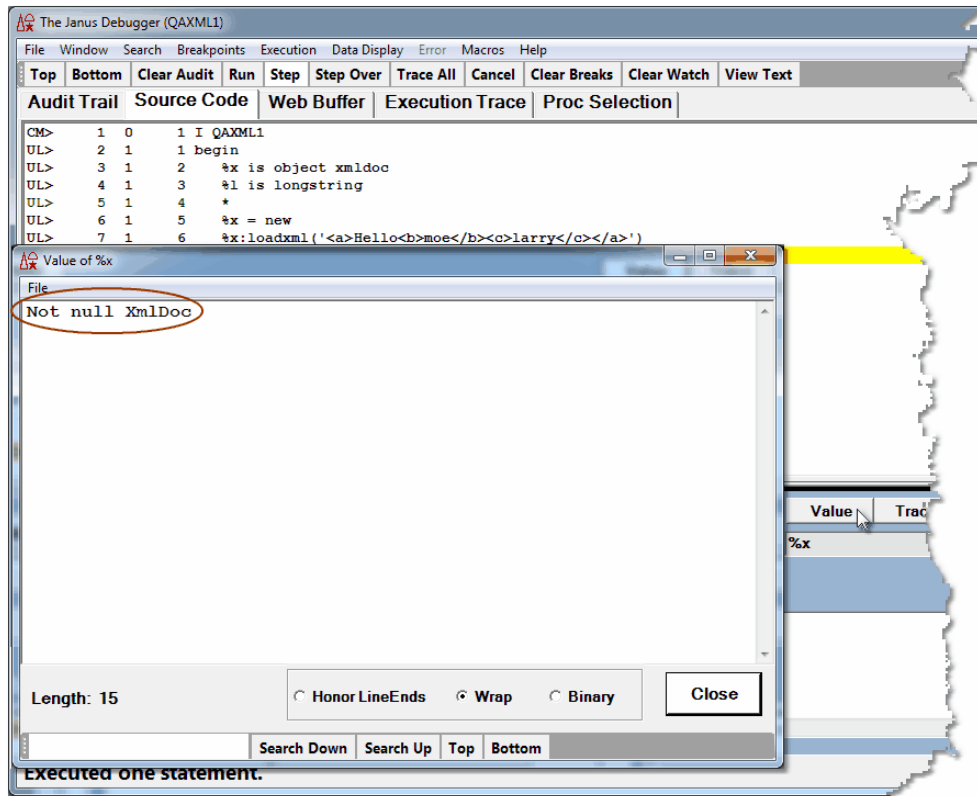 The Janus Debugger (QAXML1)
File Window Search Breakpoints Execution Data Display Error Macros Help
Top Bottom Clear Audit Run Step Step Over Trace All Cancel Clear Breaks Clear Watch View Text
Audit Trail Source Code Web Buffer Execution Trace Proc Selection
CM> 1 0 1 I QAXML1
UL> 2 1 1 begin
UL> 3 1 2 %x is object xmldoc
UL> 4 1 3 %l is longstring
UL> 5 1 4 *
UL> 6 1 5 %x = new
UL> 7 1 6 %x:loadxml('<a>Hello<b>moe</b><c>larry</c></a>')
Value of %x
File
Not null XmlDoc
Value Trac
%x
Length: 15
Honor LineEnds Wrap Binary
Close
Search Down Search Up Top Bottom
Executed one statement.